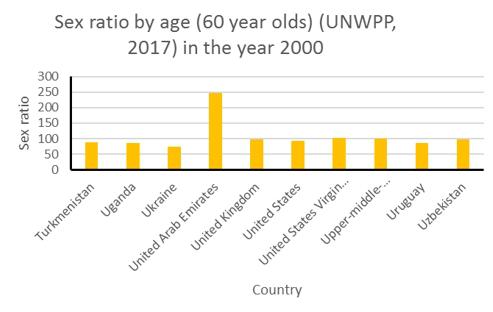 Sex ratio by age (60 year olds) (UNWPP,
2017) in the year 2000
300
250
200
150
100
50
0
Sex ratio
Turkmenistan
Uganda
Ukraine
United Arab Emirates
United Kingdom
United States
United States Virgin...
Upper-middle-...
Uruguay
Uzbekistan
Country